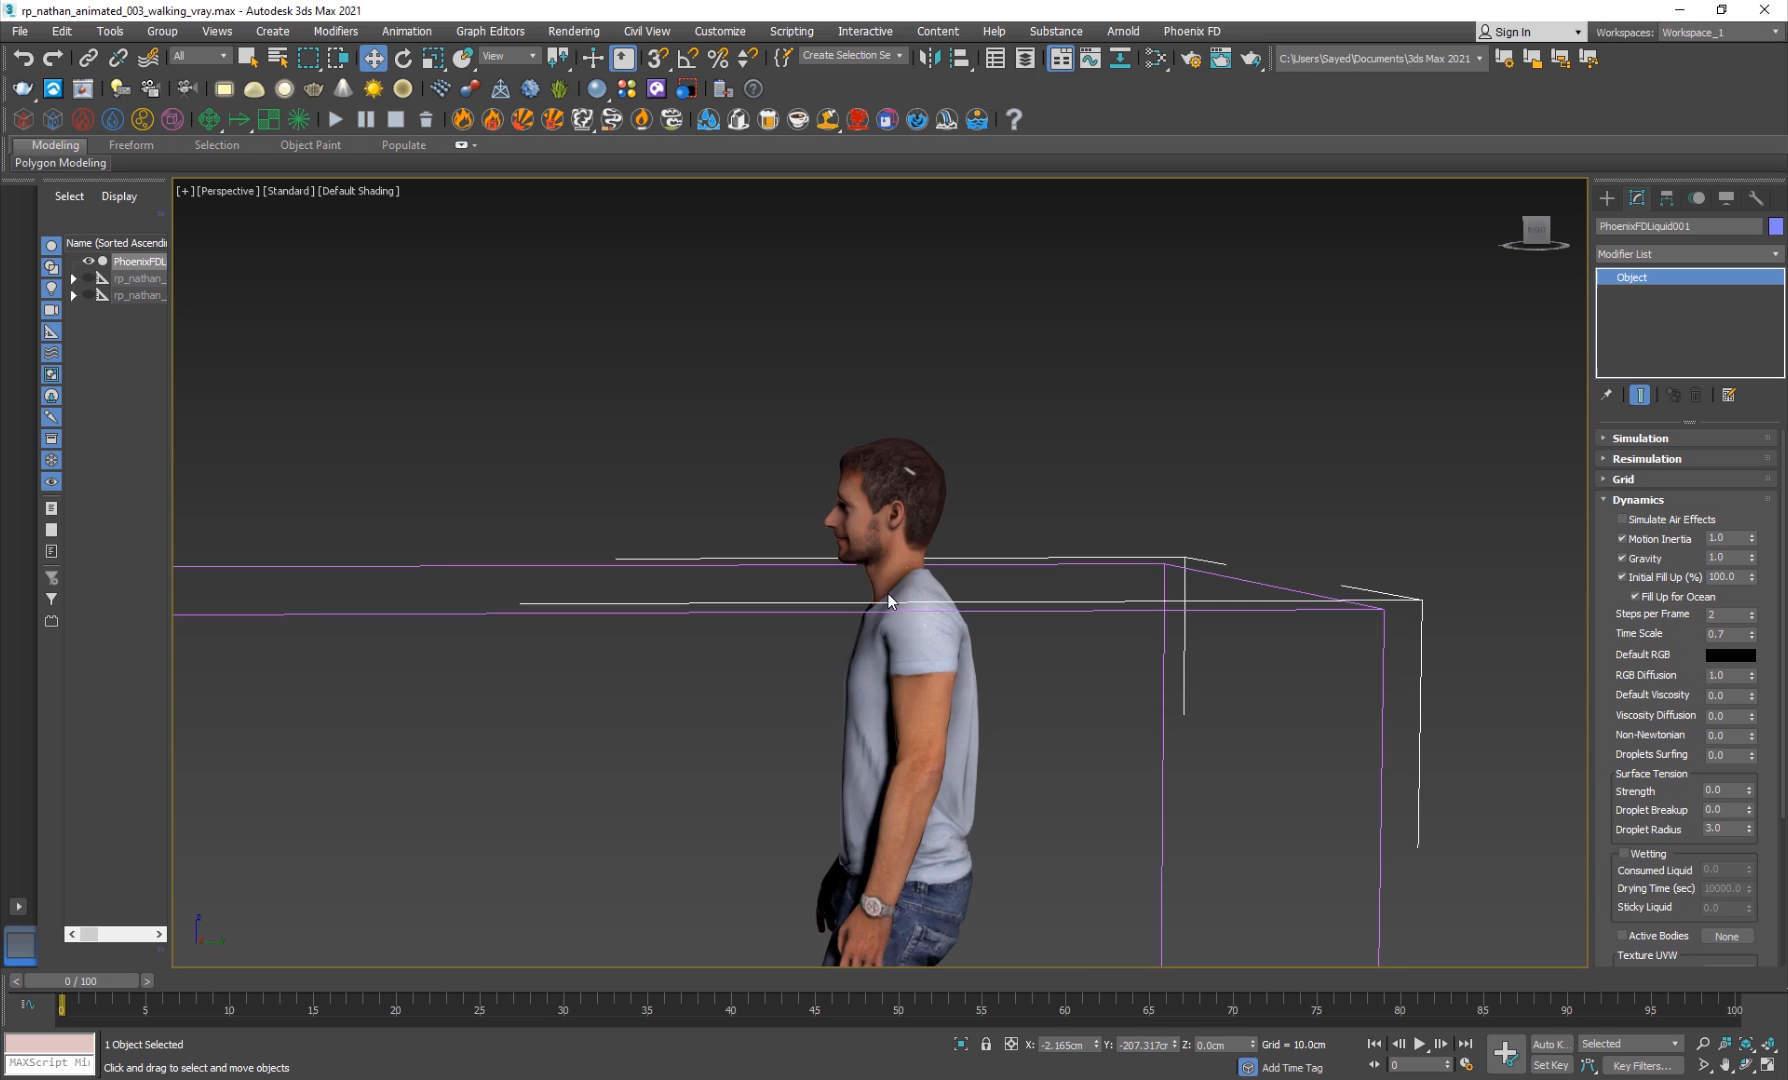 rp_nathan_animated_003_walking_vray.max - Autodesk 3ds Max 2021
File Edit Tools Group Views Create Modifiers Animation Graph Editors Rendering Civil View Customize Scripting Interactive Content Help Substance Arnold Phoenix FD Sign In Workspaces: Workspace_1
All View Create Selection Se C:\Users\Sayed\Documents\3ds Max 2021
Modeling Freeform Selection Object Paint Populate
Polygon Modeling
Select Display
Name (Sorted Ascendi
PhoenixFDL
rp_nathan_
rp_nathan_
[+] [Perspective] [Standard] [Default Shading]
RIGHT
PhoenixFDLiquid001
Modifier List
Object
Simulation
Resimulation
Grid
Dynamics
Simulate Air Effects
Motion Inertia 1.0
Gravity 1.0
Initial Fill Up (%) 100.0
Fill Up for Ocean
Steps per Frame 2
Time Scale 0.7
Default RGB
RGB Diffusion 1.0
Default Viscosity 0.0
Viscosity Diffusion 0.0
Non-Newtonian 0.0
Droplets Surfing 0.0
Surface Tension
Strength 0.0
Droplet Breakup 0.0
Droplet Radius 3.0
Wetting
Consumed Liquid 0.0
Drying Time (sec) 10000.0
Sticky Liquid 0.0
Active Bodies None
Texture UVW
z
0 / 100
0 5 10 15 20 25 30 35 40 45 50 55 60 65 70 75 80 85 90 95 100
1 Object Selected X: -2.165cm Y: -207.317cr Z: 0.0cm Grid = 10.0cm Auto K... Selected
MAXScript Mi Click and drag to select and move objects Add Time Tag 0 Set Key Key Filters...